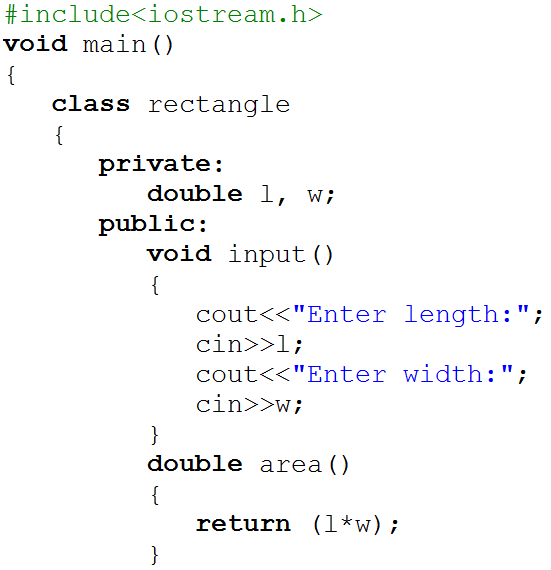 #include<iostream.h>
void main()
{
   class rectangle
   {
      private:
         double l, w;
      public:
         void input()
         {
            cout<<"Enter length:";
            cin>>l;
            cout<<"Enter width:";
            cin>>w;
         }
         double area()
         {
            return (l*w);
         }